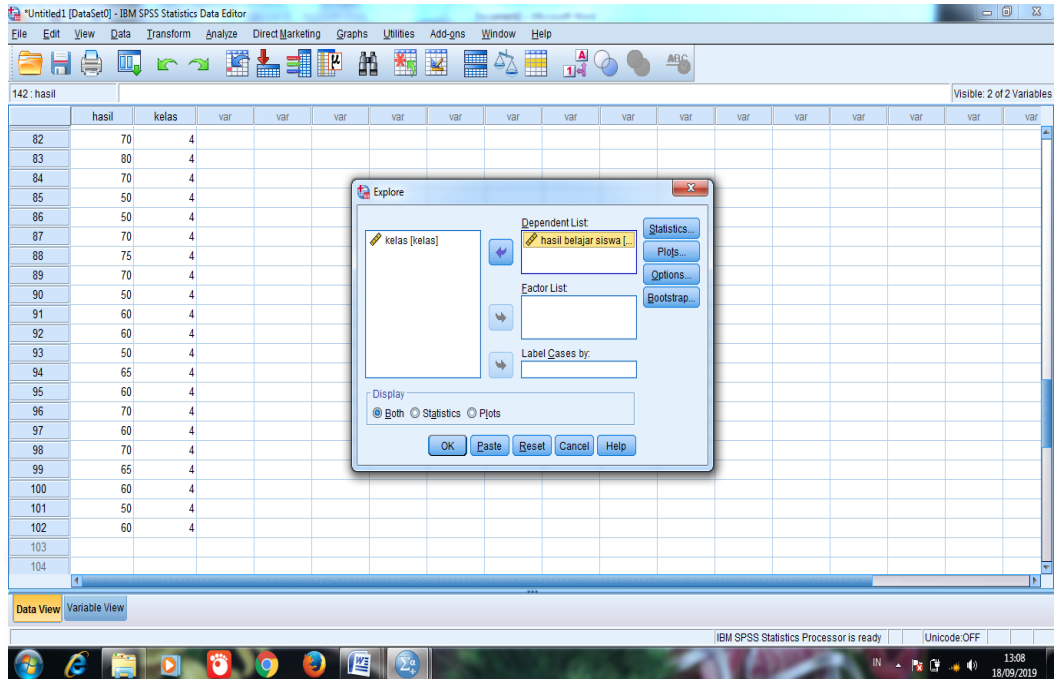 *Untitled1 [DataSet0] - IBM SPSS Statistics Data Editor
File Edit View Data Transform Analyze Direct Marketing Graphs Utilities Add-ons Window Help
142 : hasil
Visible: 2 of 2 Variables
hasil kelas var var var var var var var var var var var var var var var
82 70 4
83 80 4
84 70 4
85 50 4
86 50 4
87 70 4
88 75 4
89 70 4
90 50 4
91 60 4
92 60 4
93 50 4
94 65 4
95 60 4
96 70 4
97 60 4
98 70 4
99 65 4
100 60 4
101 50 4
102 60 4
103
104
Explore
kelas [kelas]
Dependent List:
hasil belajar siswa [...
Factor List:
Label Cases by:
Statistics...
Plots...
Options...
Bootstrap...
Display
Both Statistics Plots
OK Paste Reset Cancel Help
Data View Variable View
IBM SPSS Statistics Processor is ready Unicode:OFF
IN 13:08
18/09/2019